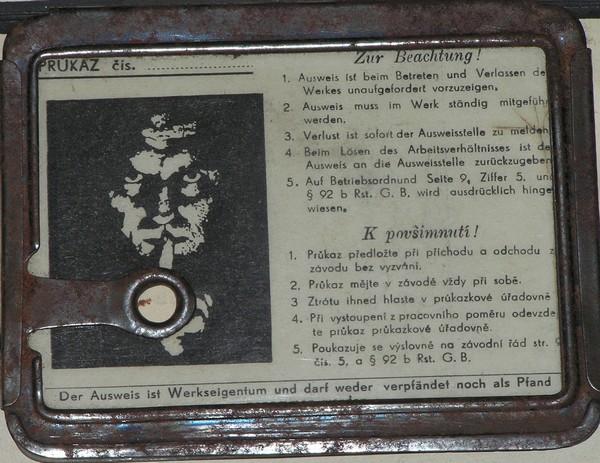 PRŮKAZ čís.
Zur Beachtung!
1. Ausweis ist beim Betreten und Verlassen de
Werkes unaufgefordert vorzuzeigen.
2. Ausweis muss im Werk ständig mitgeführ
werden.
3. Verlust ist sofort der Ausweisstelle zu melden
4. Beim Lösen des Arbeitsverhältnisses ist de
Ausweis an die Ausweisstelle zurückzugeben
5. Auf Betriebsordnund Seite 9, Ziffer 5, und
§ 92 b Rst. G. B. wird ausdrücklich hinge
wiesen.
K povšimnutí!
1. Průkaz předložte při příchodu a odchodu z
závodu bez vyzvání.
2. Průkaz mějte v závodě vždy při sobě.
3 Ztrátu ihned hlaste v průkazkové úřadovně
4. Při vystoupení z pracovního poměru odevzde
te průkaz průkazkové úřadovně.
5. Poukazuje se výslovně na závodní řád str. 9
čís. 5, a § 92 b Rst. G. B.
Der Ausweis ist Werkseigentum und darf weder verpfändet noch als Pfand